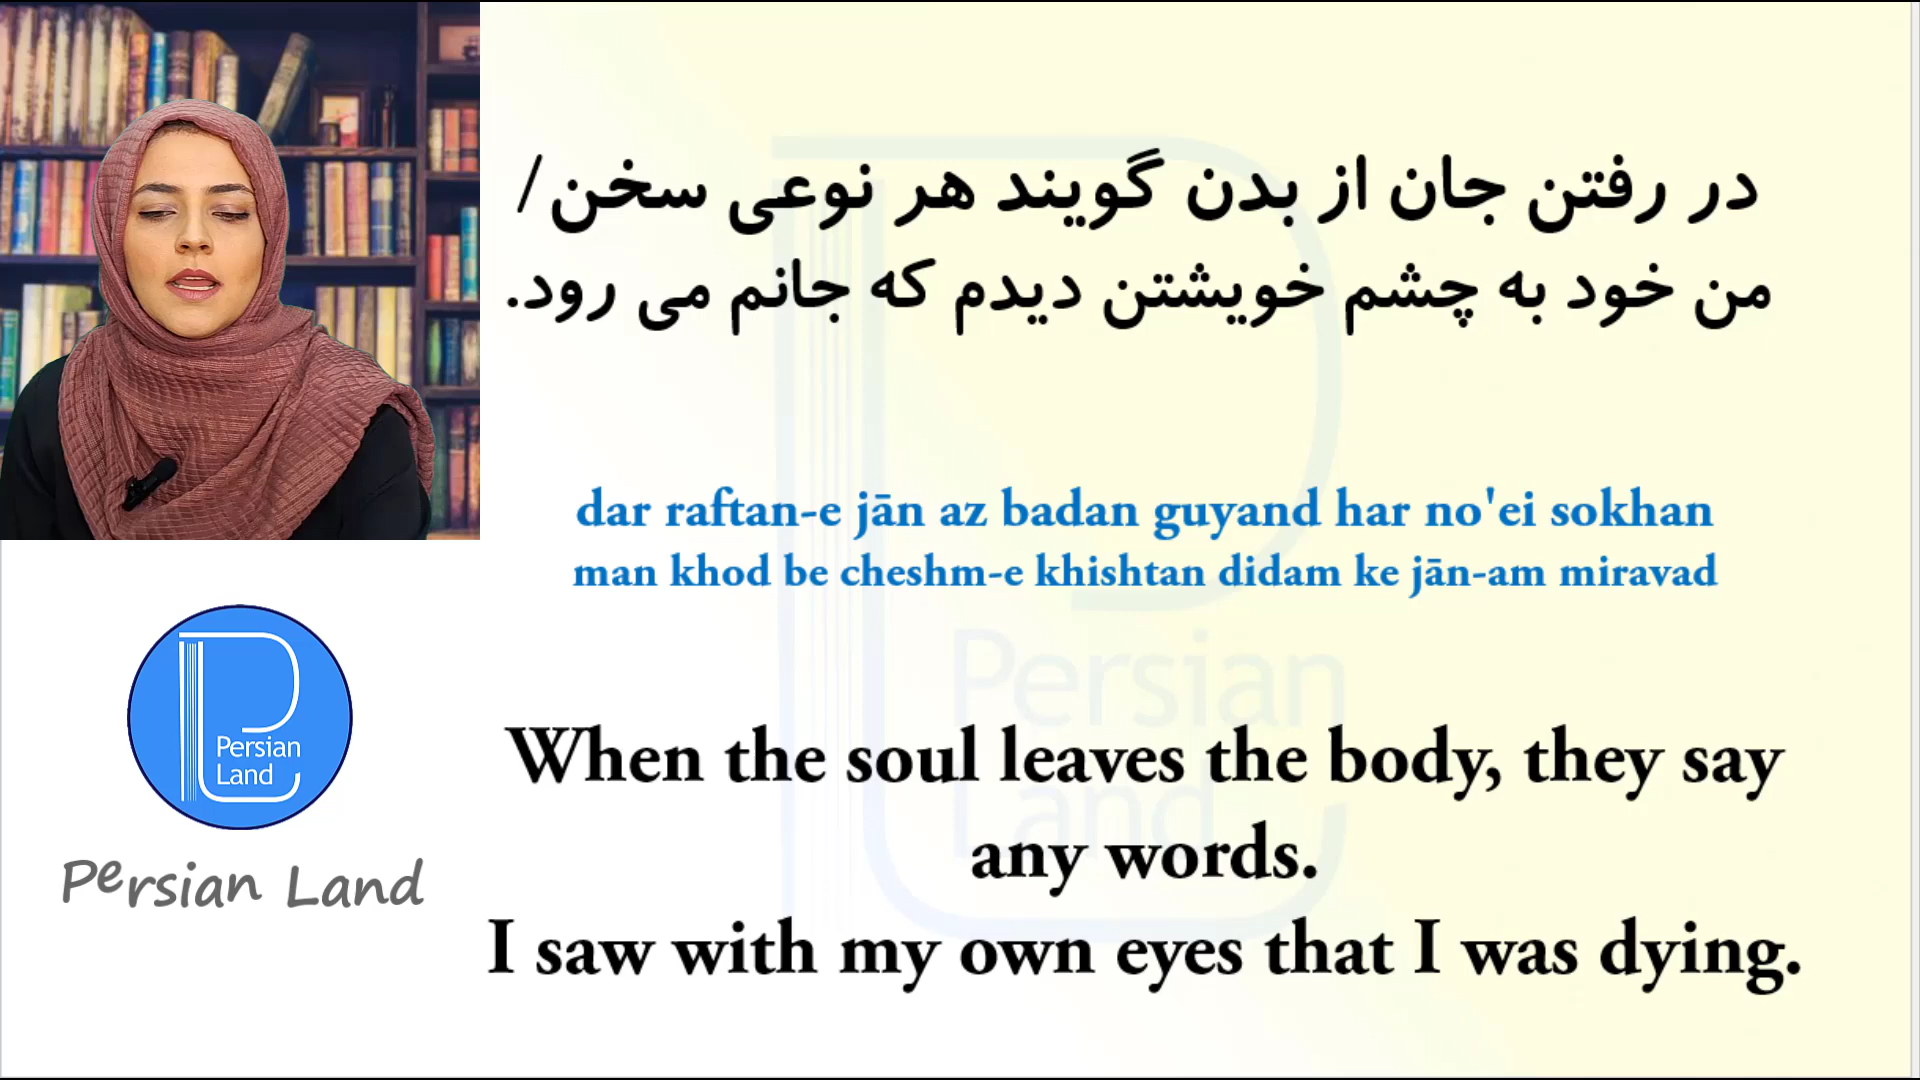 در رفتن جان از بدن گویند هر نوعی سخن/
من خود به چشم خویشتن دیدم که جانم می رود.
dar raftan-e jān az badan guyand har no'ei sokhan
man khod be cheshm-e khishtan didam ke jān-am miravad
When the soul leaves the body, they say
any words.
I saw with my own eyes that I was dying.
Persian
Land
Persian Land
Persian
Land